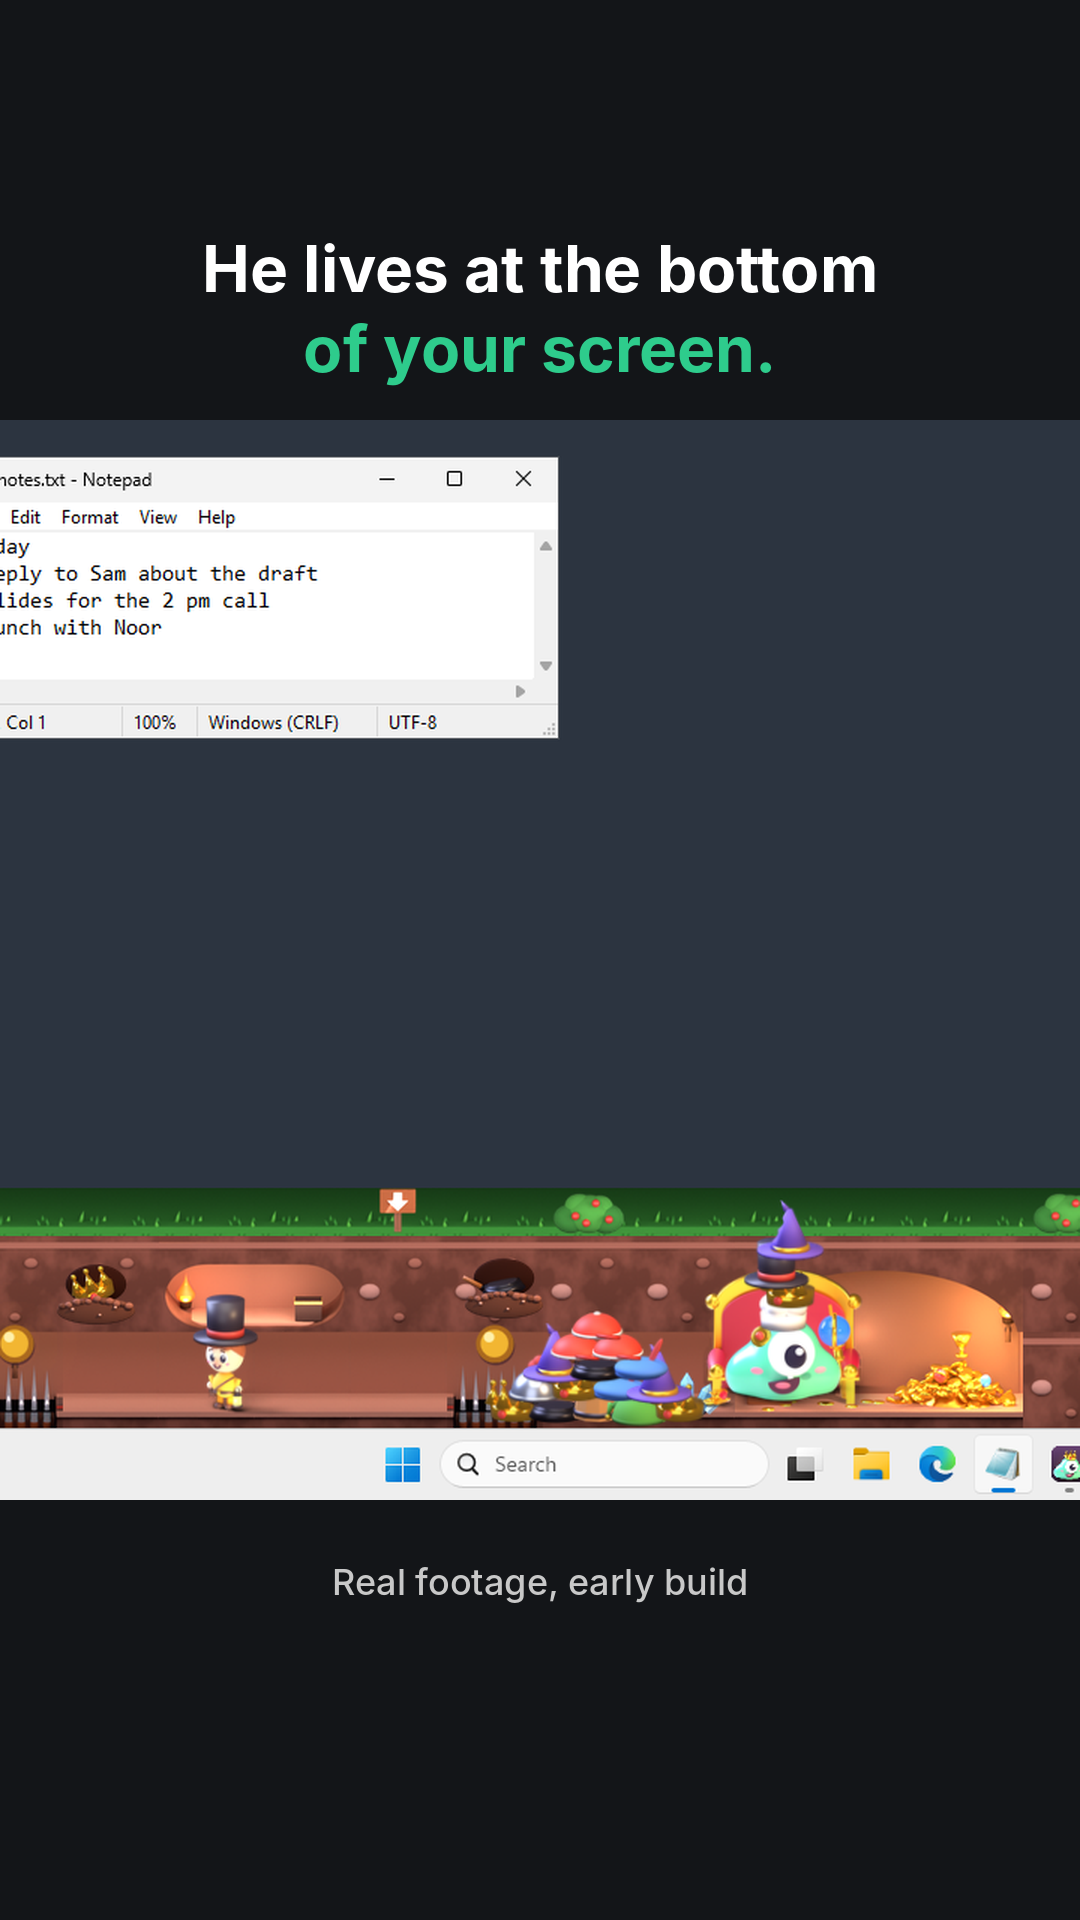 He lives at the bottom
of your screen.
notes.txt - Notepad
Edit Format View Help
day
eply to Sam about the draft
lides for the 2 pm call
unch with Noor
Col 1 100% Windows (CRLF) UTF-8
Search
Real footage, early build